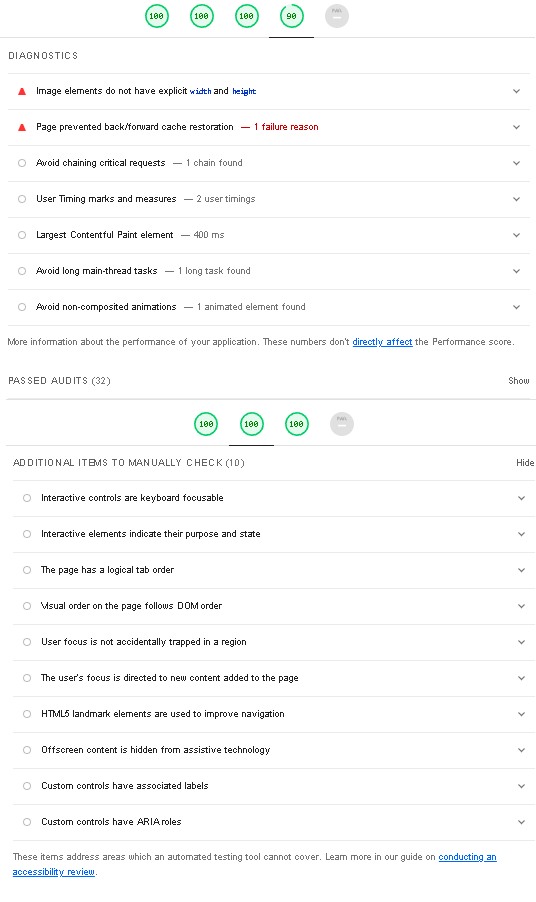 100 100 100 90 PWA
DIAGNOSTICS
Image elements do not have explicit width and height
Page prevented back/forward cache restoration — 1 failure reason
Avoid chaining critical requests — 1 chain found
User Timing marks and measures — 2 user timings
Largest Contentful Paint element — 400 ms
Avoid long main-thread tasks — 1 long task found
Avoid non-composited animations — 1 animated element found
More information about the performance of your application. These numbers don't directly affect the Performance score.
PASSED AUDITS (32) Show
100 100 100 PWA
ADDITIONAL ITEMS TO MANUALLY CHECK (10) Hide
Interactive controls are keyboard focusable
Interactive elements indicate their purpose and state
The page has a logical tab order
Visual order on the page follows DOM order
User focus is not accidentally trapped in a region
The user's focus is directed to new content added to the page
HTML5 landmark elements are used to improve navigation
Offscreen content is hidden from assistive technology
Custom controls have associated labels
Custom controls have ARIA roles
These items address areas which an automated testing tool cannot cover. Learn more in our guide on conducting an
accessibility review.